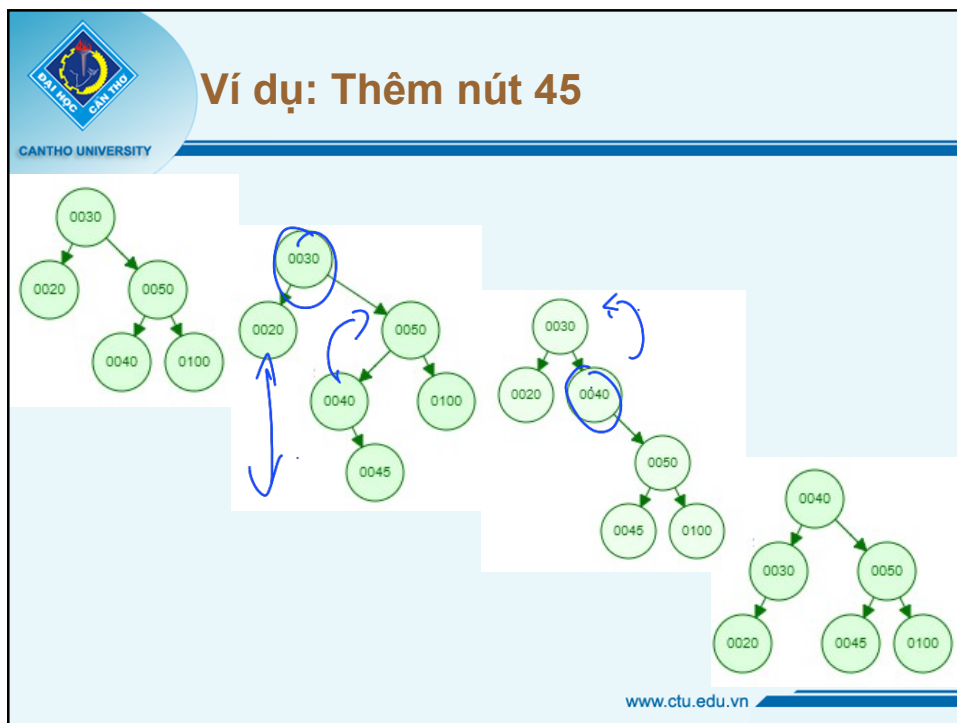 ĐẠI HỌC CẦN THƠ
CANTHO UNIVERSITY
Ví dụ: Thêm nút 45
0030
0020 0050
0040 0100
0030
0020 0050
0040 0100
0045
0030
0020 0040
0050
0045 0100
0040
0030 0050
0020 0045 0100
www.ctu.edu.vn